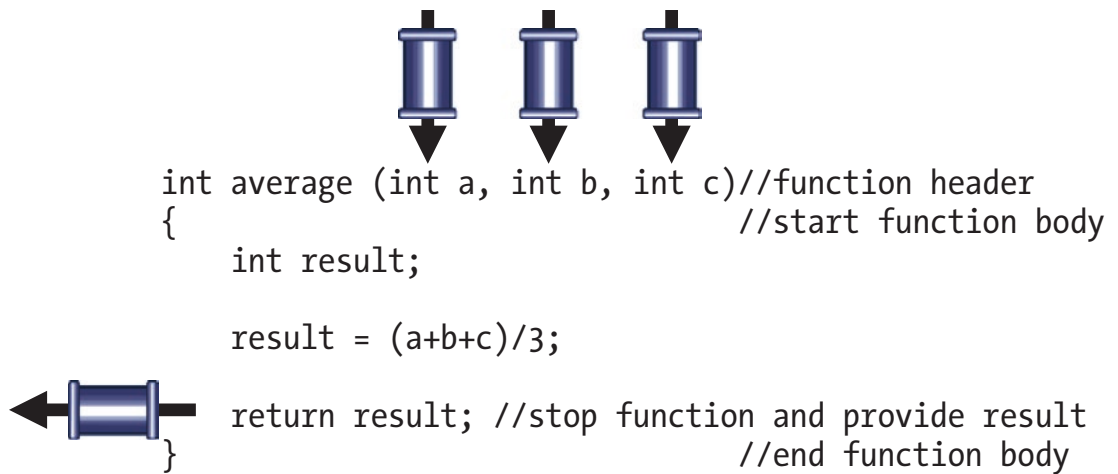 int average (int a, int b, int c)//function header
{ //start function body
int result;
result = (a+b+c)/3;
return result; //stop function and provide result
} //end function body